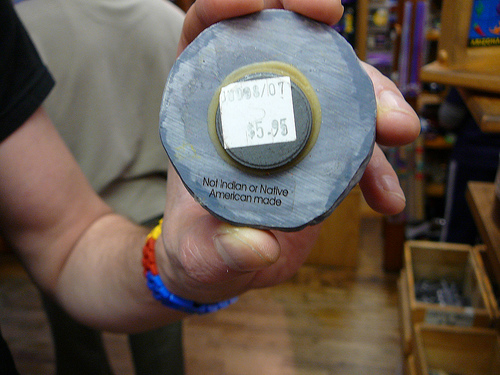 $5.95
Not Indian or Native
American made